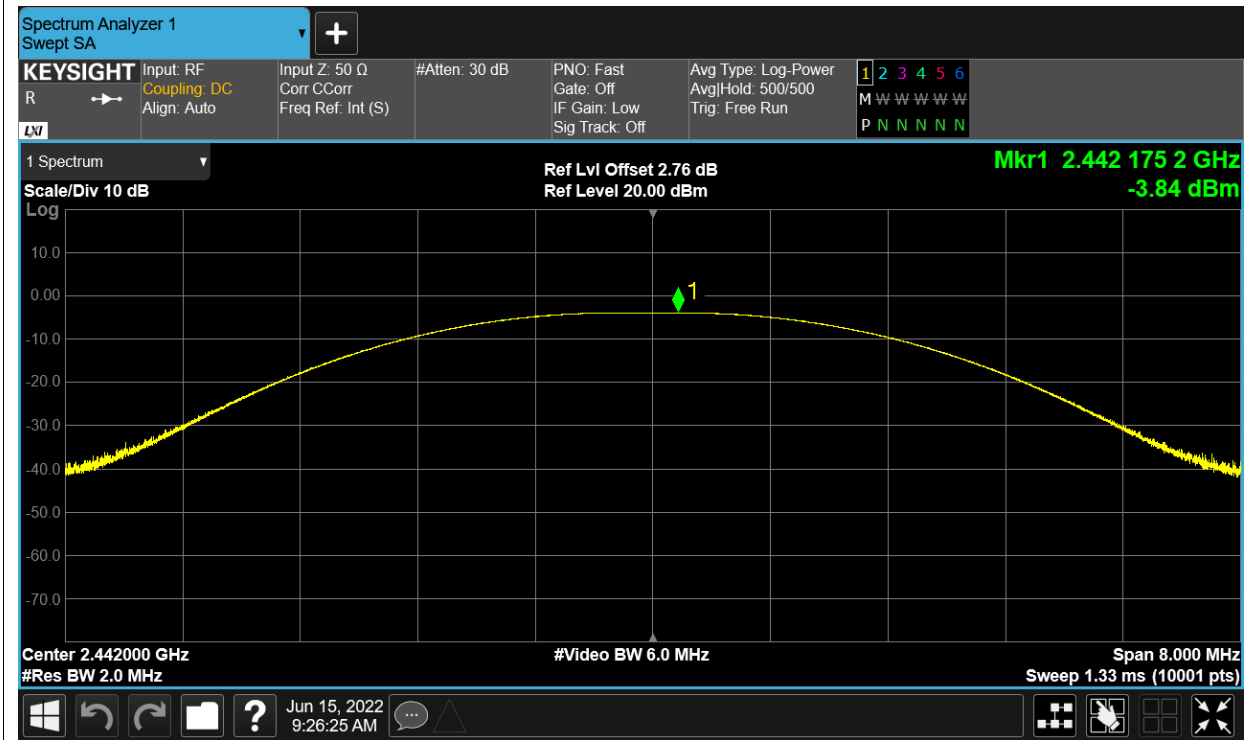 Spectrum Analyzer 1
Swept SA
KEYSIGHT
R
LXI
Input: RF
Coupling: DC
Align: Auto
Input Z: 50 Ω
Corr CCorr
Freq Ref: Int (S)
#Atten: 30 dB
PNO: Fast
Gate: Off
IF Gain: Low
Sig Track: Off
Avg Type: Log-Power
Avg|Hold: 500/500
Trig: Free Run
1 2 3 4 5 6
M W W W W W
P N N N N N
1 Spectrum
Scale/Div 10 dB
Log
Ref Lvl Offset 2.76 dB
Ref Level 20.00 dBm
Mkr1 2.442 175 2 GHz
-3.84 dBm
10.0
0.00
-10.0
-20.0
-30.0
-40.0
-50.0
-60.0
-70.0
1
Center 2.442000 GHz
#Res BW 2.0 MHz
#Video BW 6.0 MHz
Span 8.000 MHz
Sweep 1.33 ms (10001 pts)
?
Jun 15, 2022
9:26:25 AM